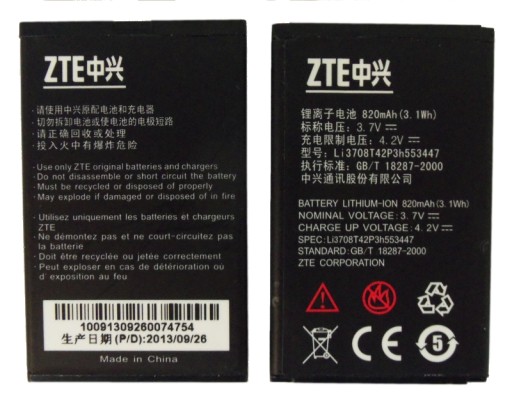 ZTE中兴
·请使用中兴原配电池和充电器
·切勿拆卸电池或使电池的电极短路
·请正确回收或处理
·投入火中有爆炸危险
·Use only ZTE original batteries and chargers
·Do not disassemble or short circuit the battery
·Must be recycled or disposed of properly
·May explode if damaged or disposed of in fire
·Utilisez uniquement les batteries et chargeurs
ZTE
·Ne démontez pas et ne court-circuitez pas
la batterie
·Doit être recyclée ou jetée correctement
·Peut exploser en cas de détérioration où
d' exposition au feu
10091309260074754
生产日期(P/D):2013/09/26
Made in China
ZTE中兴
锂离子电池 820mAh(3.1Wh)
标称电压: 3.7V
充电限制电压: 4.2V
型号: Li3708T42P3h553447
执行标准: GB/T 18287-2000
中兴通讯股份有限公司
BATTERY LITHIUM-ION 820mAh(3.1Wh)
NOMINAL VOLTAGE: 3.7V
CHARGE UP VOLTAGE: 4.2V
SPEC:Li3708T42P3h553447
STANDARD:GB/T 18287-2000
ZTE CORPORATION
CE
5